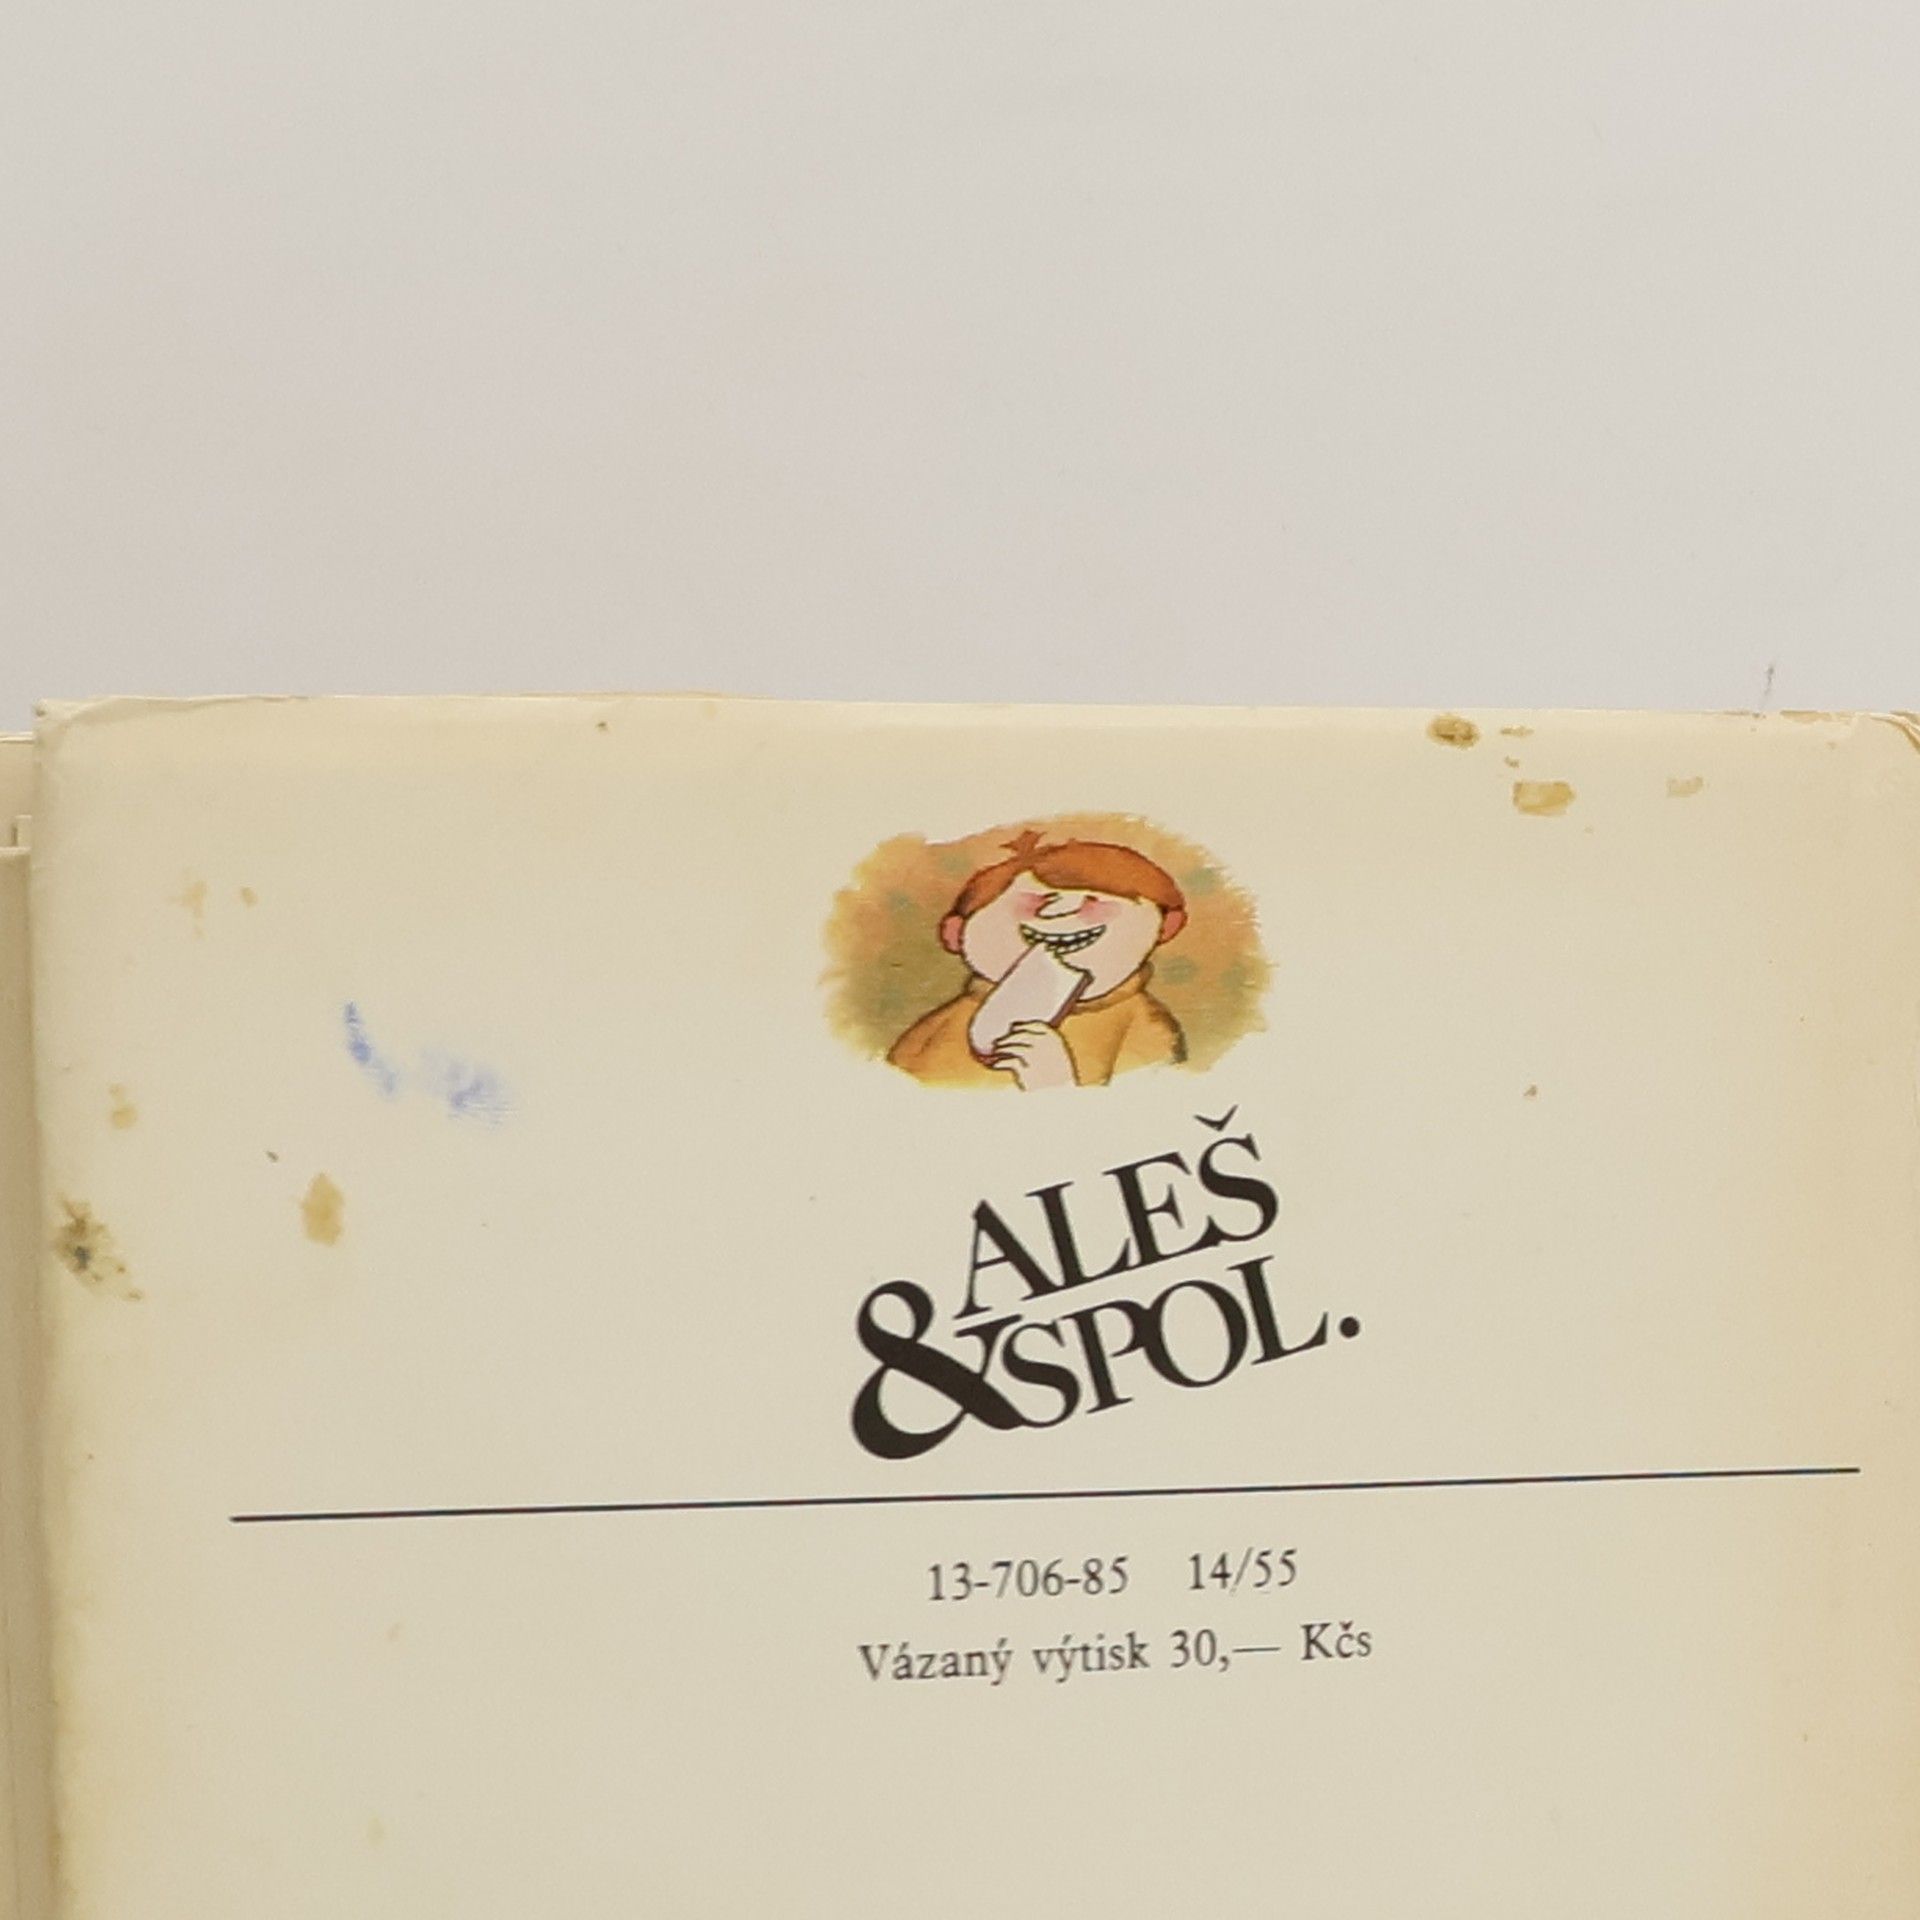 ALEŠ
& SPOL.
13-706-85 14/55
Vázaný výtisk 30,— Kčs